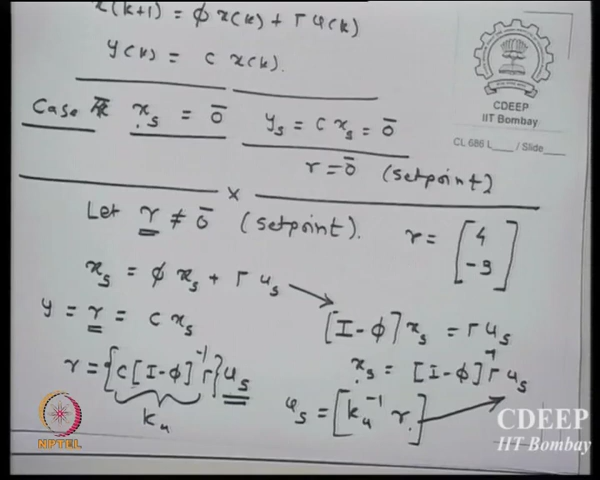 x(k+1) = φ x(k) + Γ u(k)
y(k) = C x(k).
Case x_s = 0̄ y_s = C x_s = 0̄
r = 0̄ (setpoint)
x
Let r ≠ 0̄ (setpoint). r = [4 -3]
x_s = φ x_s + Γ u_s
y = r = C x_s
[I - φ] x_s = Γ u_s
x_s = [I - φ]⁻¹ Γ u_s
r = {C [I - φ]⁻¹ Γ} u_s
K_u
u_s = [K_u⁻¹ r.]
CDEEP
IIT Bombay
CL 686 L___ / Slide___
NPTEL
CDEEP
IIT Bombay